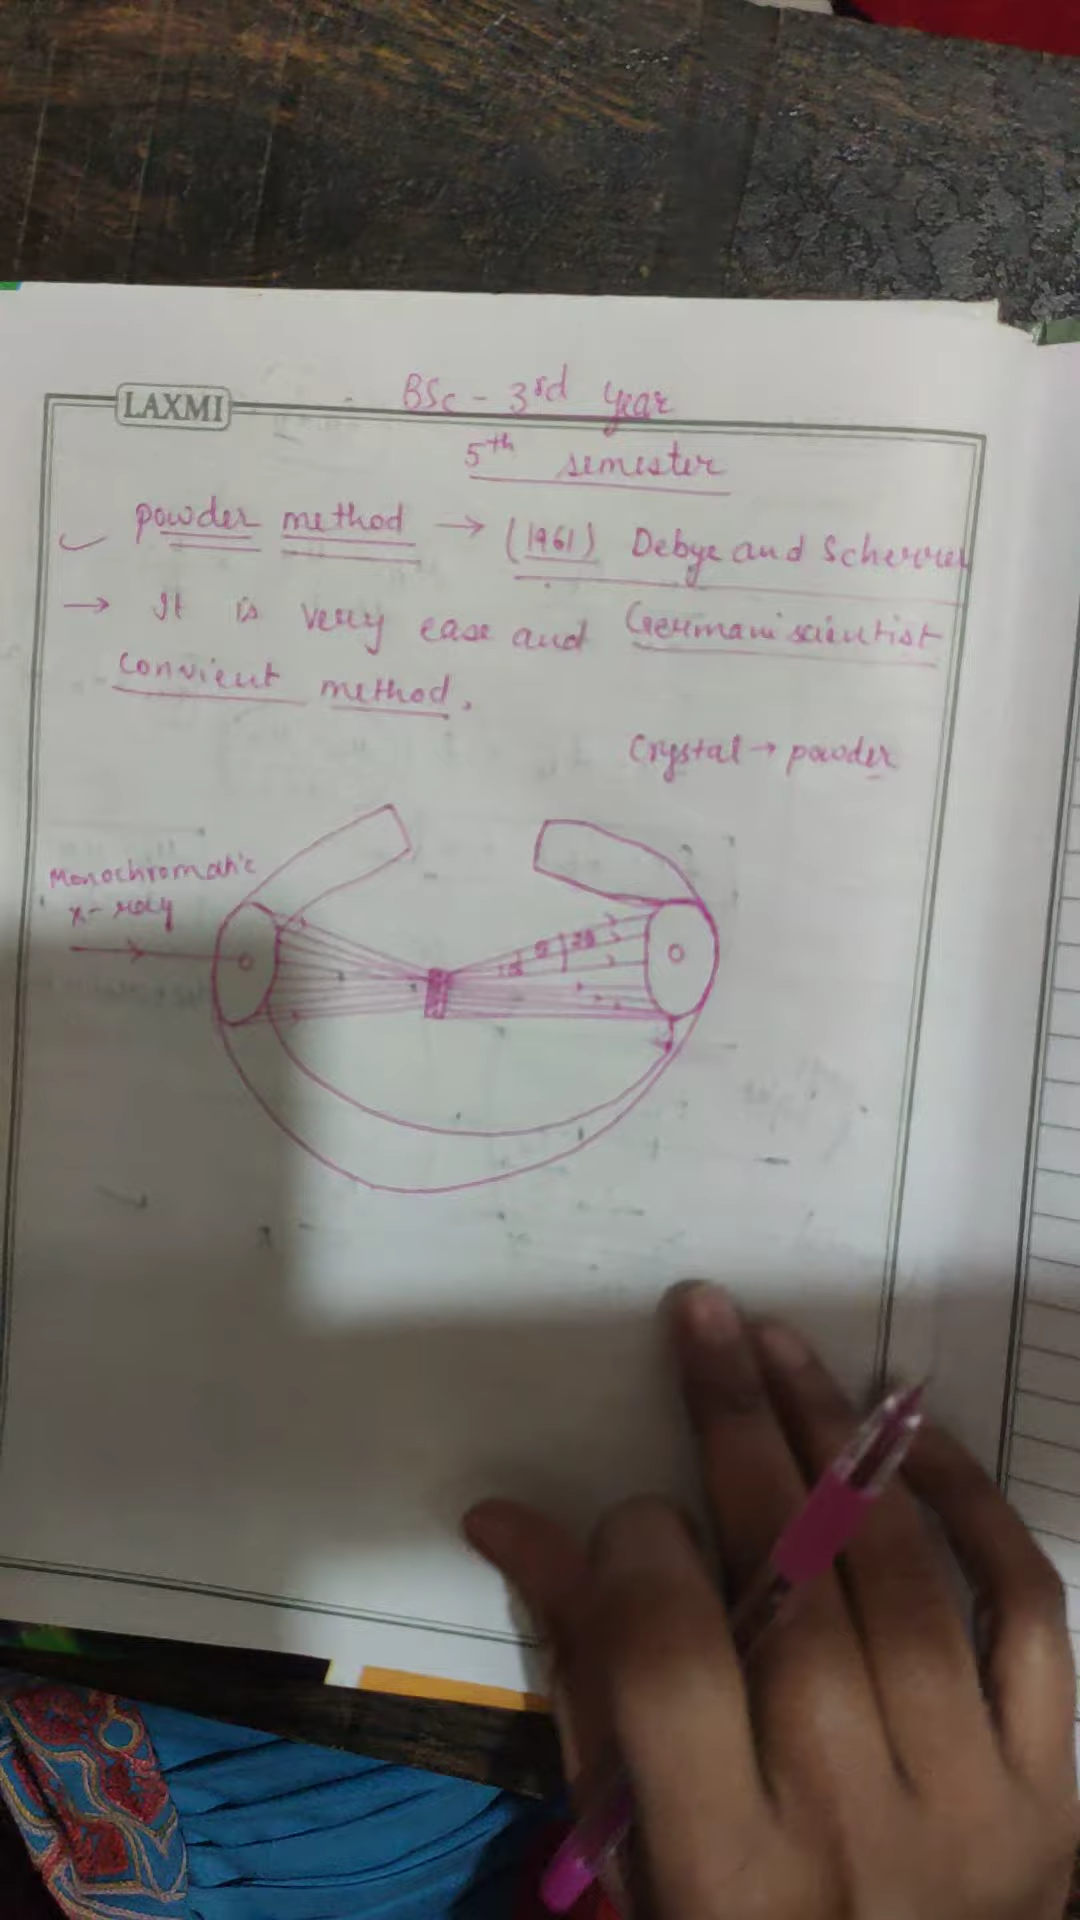 BSc - 3rd year
LAXMI
5th semester
powder method → (1961) Debye and Scherrer
→ It is very ease and Germani scientist
convient method.
Crystal → powder
Monochromatic
x-ray